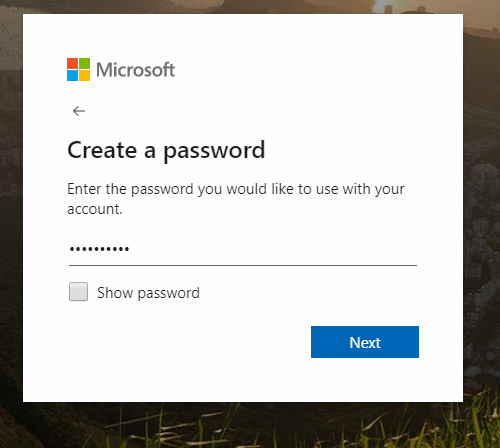 Microsoft
←
Create a password
Enter the password you would like to use with your
account.
••••••••••
Show password
Next